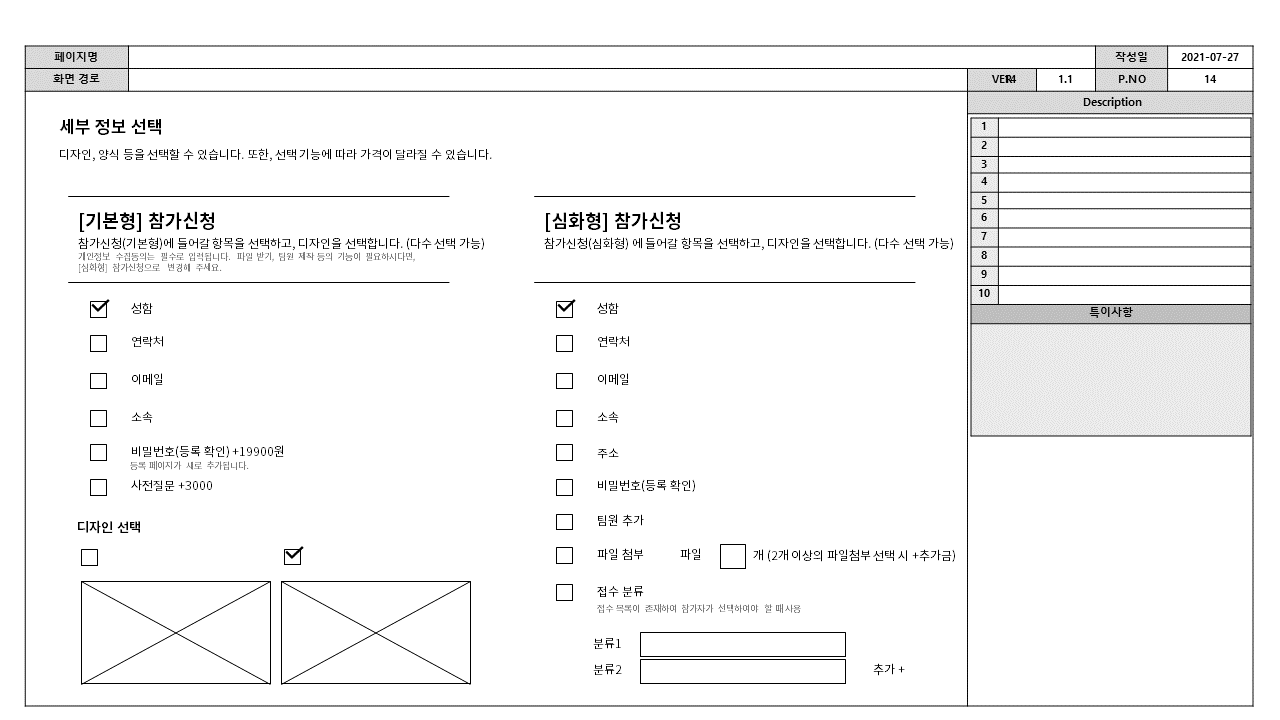 페이지명
작성일 2021-07-27
화면 경로
1.1 P.NO 14
Description
세부 정보 선택
디자인, 양식 등을 선택할 수 있습니다. 또한, 선택 기능에 따라 가격이 달라질 수 있습니다.
[기본형] 참가신청
참가신청(기본형)에 들어갈 항목을 선택하고, 디자인을 선택합니다. (다수 선택 가능)
개인정보 수집동의는 필수로 입력됩니다. 파일 받기, 팀원 제작 등의 기능이 필요하시다면,
[심화형] 참가신청으로 변경해 주세요.
성함
연락처
이메일
소속
비밀번호(등록 확인) +19900원
등록 페이지가 새로 추가됩니다.
사전질문 +3000
디자인 선택
[심화형] 참가신청
참가신청(심화형) 에 들어갈 항목을 선택하고, 디자인을 선택합니다. (다수 선택 가능)
성함
연락처
이메일
소속
주소
비밀번호(등록 확인)
팀원 추가
파일 첨부 파일 개 (2개 이상의 파일첨부 선택 시 +추가금)
접수 분류
접수 목록이 존재하여 참가자가 선택하여야 할 때 사용
분류1
분류2 추가 +
1
2
3
4
5
6
7
8
9
10
특이사항